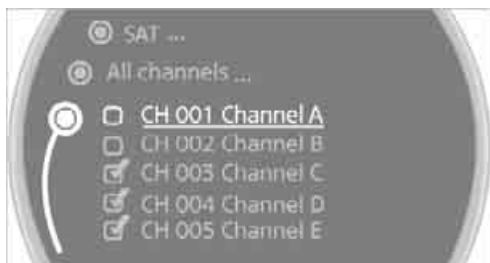 SAT ...
All channels ...
CH 001 Channel A
CH 002 Channel B
CH 003 Channel C
CH 004 Channel D
CH 005 Channel E